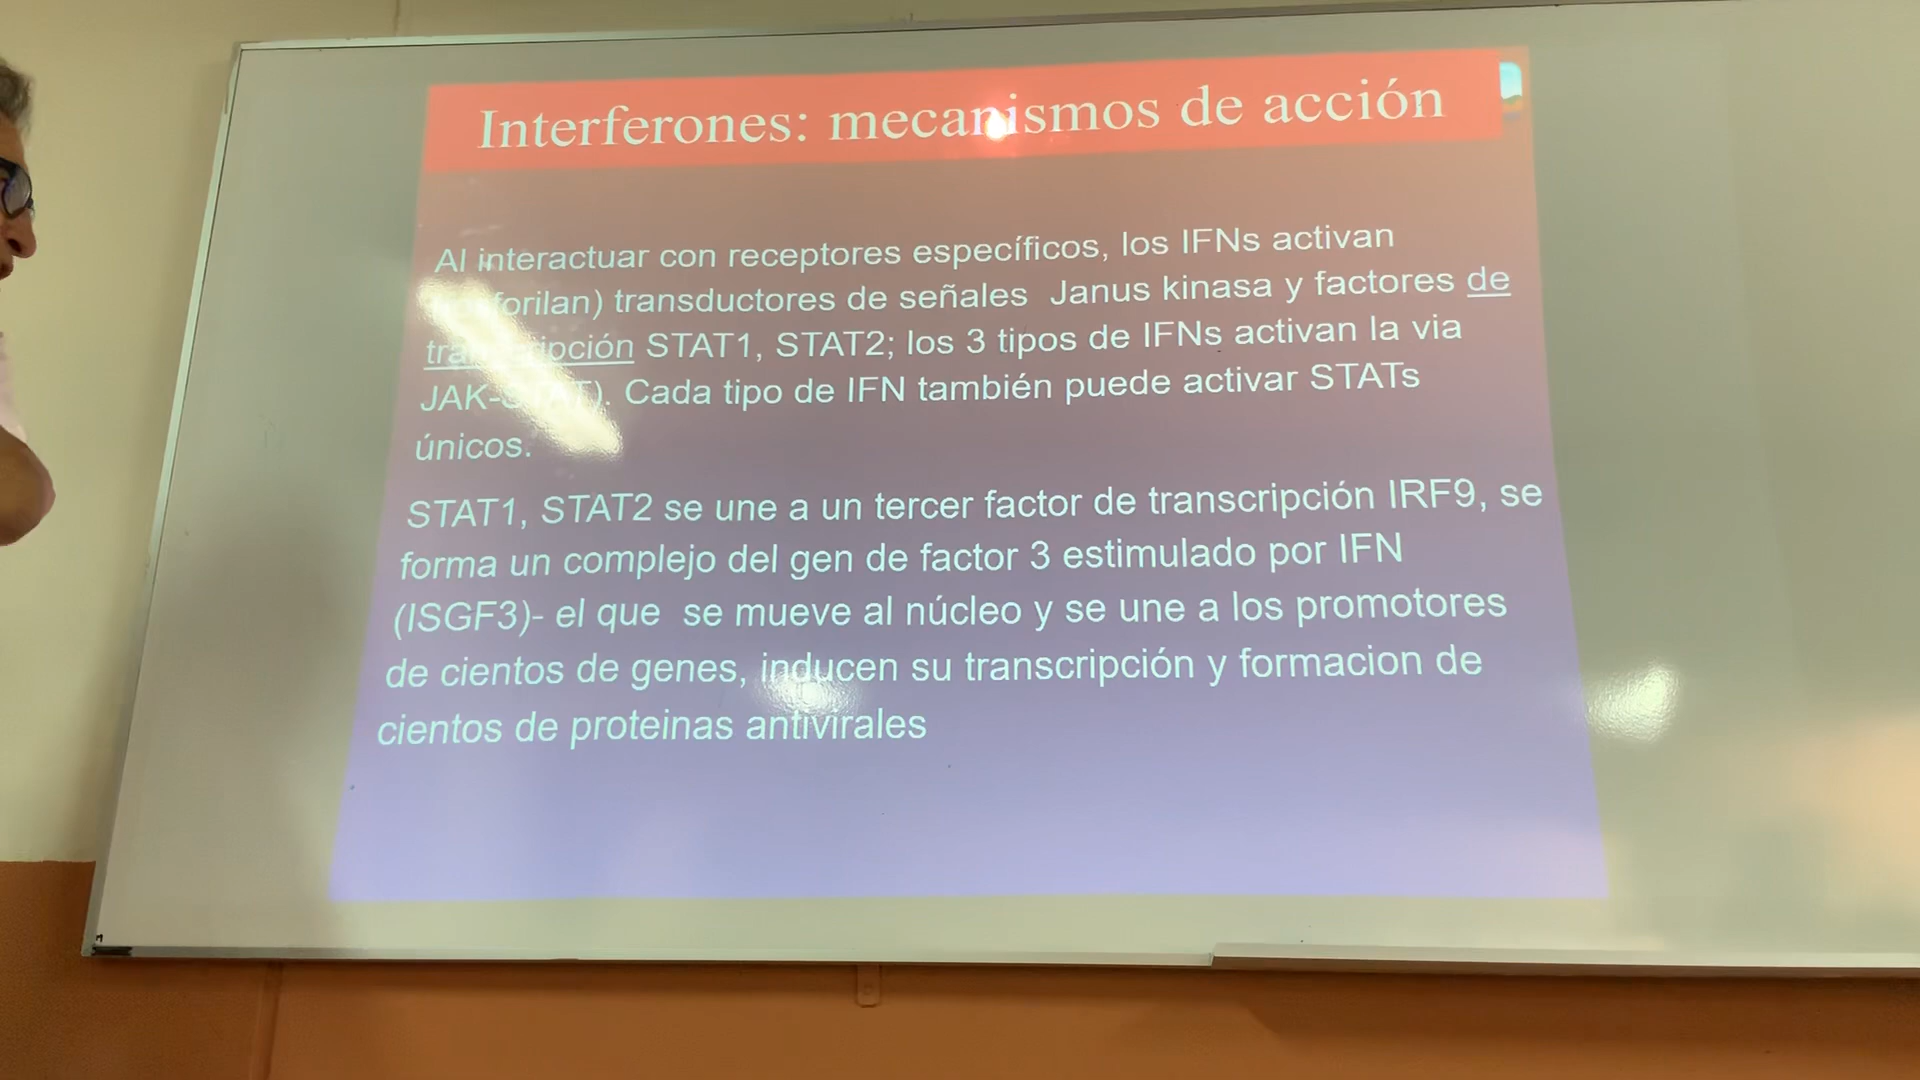 Interferones: mecanismos de acción
Al interactuar con receptores específicos, los IFNs activan
transductores de señales Janus kinasa y factores de
transcripción STAT1, STAT2; los 3 tipos de IFNs activan la via
JAK-STAT). Cada tipo de IFN también puede activar STATs
únicos.
STAT1, STAT2 se une a un tercer factor de transcripción IRF9, se
forma un complejo del gen de factor 3 estimulado por IFN
(ISGF3)- el que se mueve al núcleo y se une a los promotores
de cientos de genes, inducen su transcripción y formacion de
cientos de proteinas antivirales